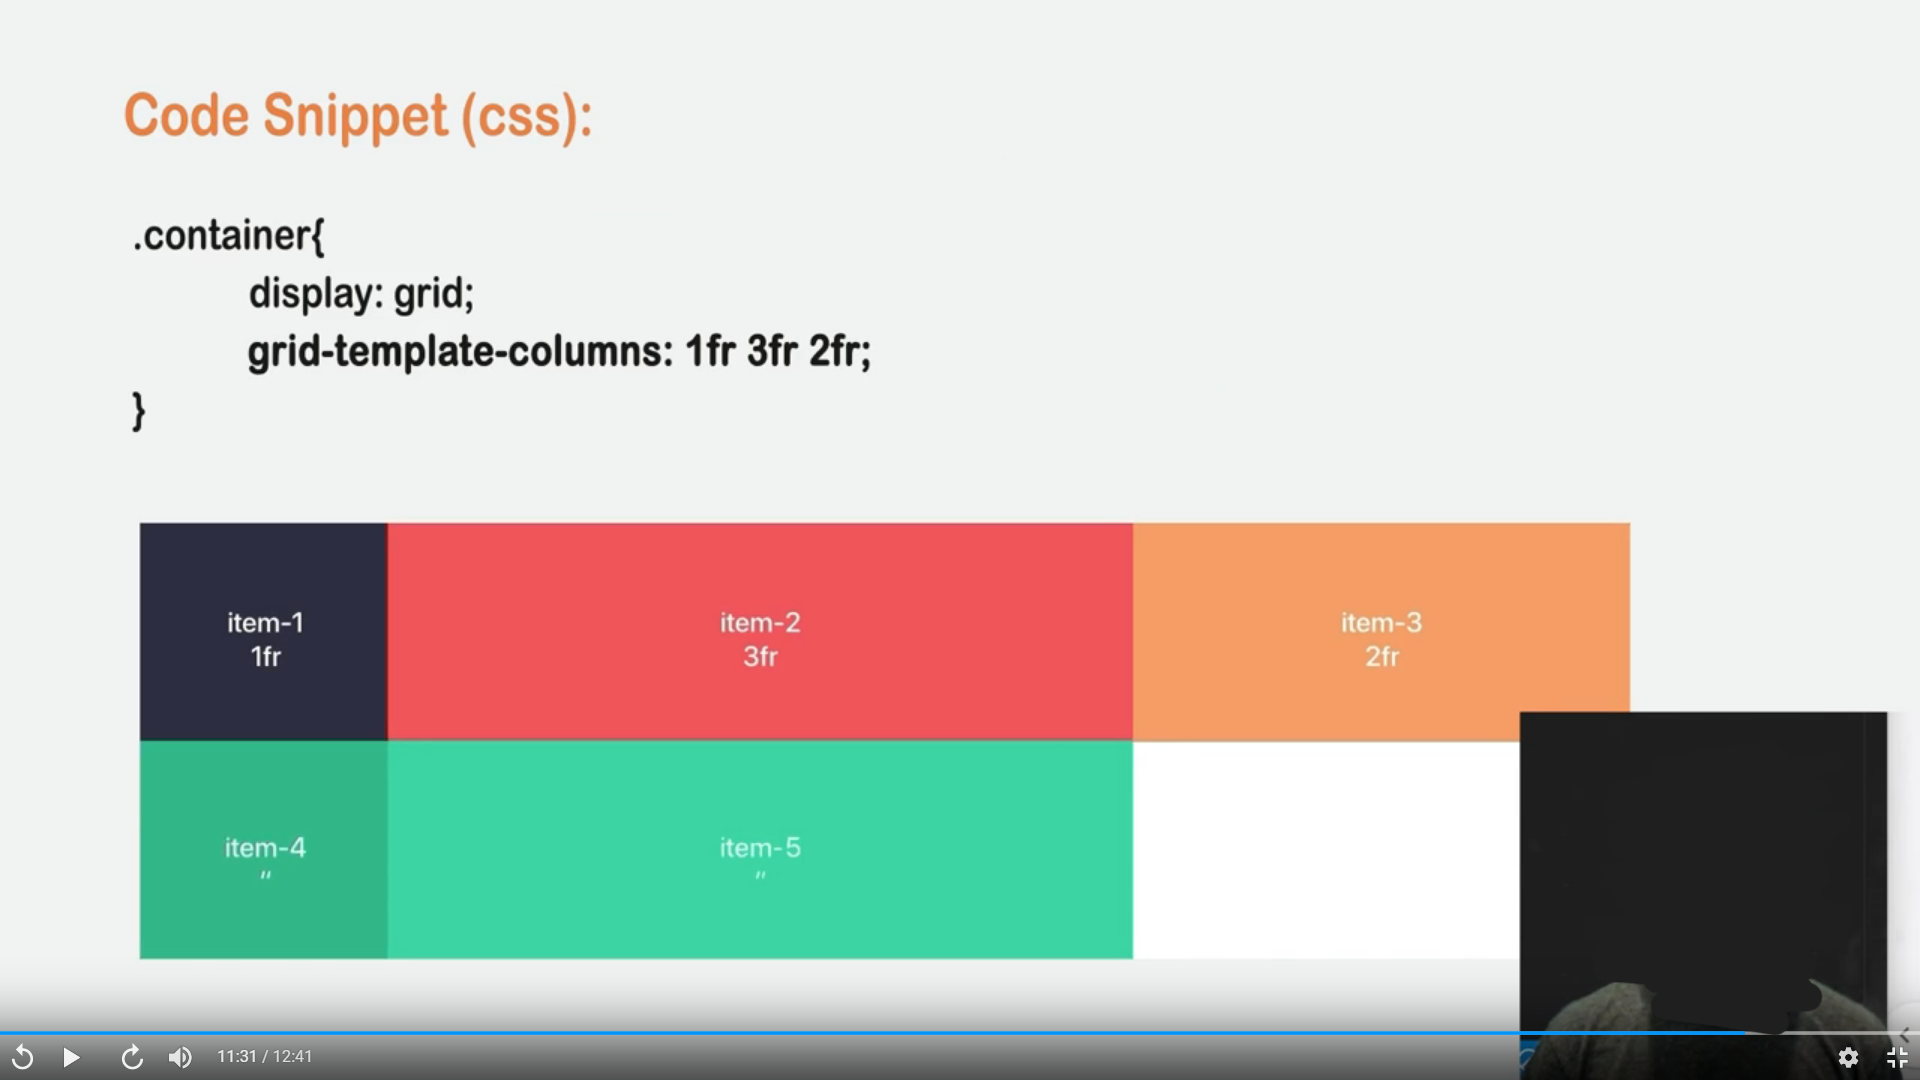 Code Snippet (css):
.container{
display: grid;
grid-template-columns: 1fr 3fr 2fr;
}
item-1
1fr
item-2
3fr
item-3
2fr
item-4
“
item-5
”
11:31 / 12:41